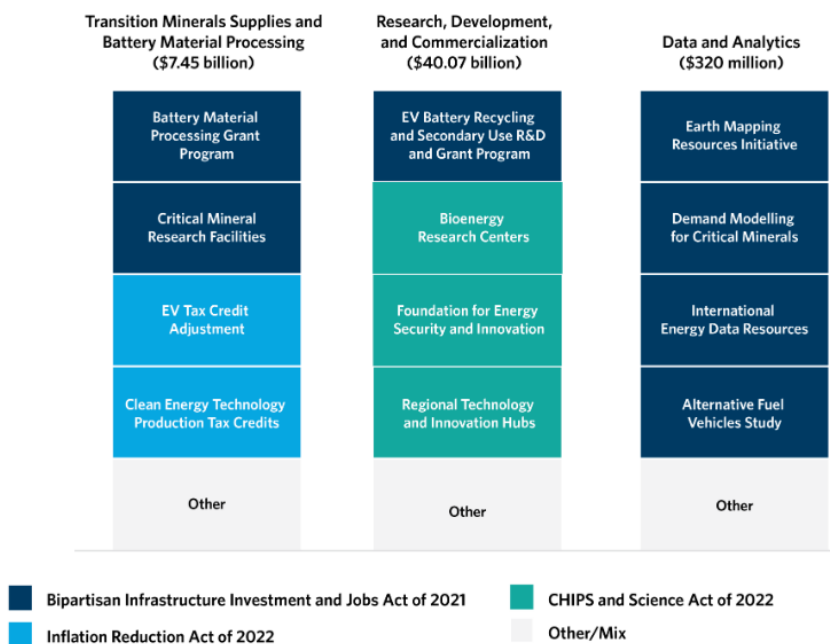 Transition Minerals Supplies and
Battery Material Processing
($7.45 billion)
Research, Development,
and Commercialization
($40.07 billion)
Data and Analytics
($320 million)
Battery Material
Processing Grant
Program
Critical Mineral
Research Facilities
EV Tax Credit
Adjustment
Clean Energy Technology
Production Tax Credits
Other
EV Battery Recycling
and Secondary Use R&D
and Grant Program
Bioenergy
Research Centers
Foundation for Energy
Security and Innovation
Regional Technology
and Innovation Hubs
Other
Earth Mapping
Resources Initiative
Demand Modelling
for Critical Minerals
International
Energy Data Resources
Alternative Fuel
Vehicles Study
Other
Bipartisan Infrastructure Investment and Jobs Act of 2021
Inflation Reduction Act of 2022
CHIPS and Science Act of 2022
Other/Mix